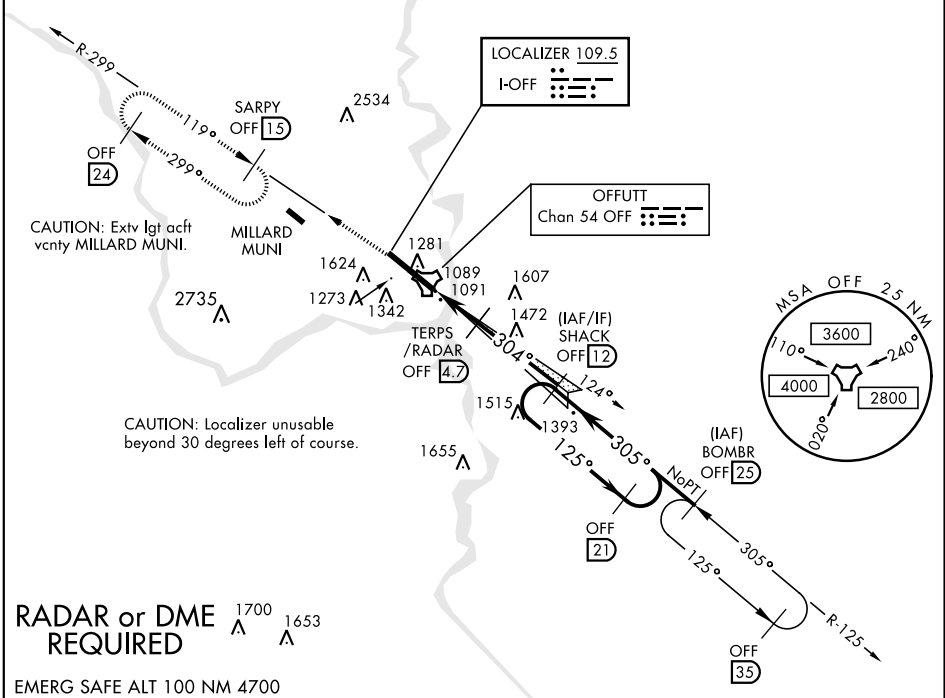 R-299
119°
299°
OFF
24
SARPY
OFF 15
2534
LOCALIZER 109.5
I-OFF
OFFUTT
Chan 54 OFF
CAUTION: Extv lgt acft
vcnty MILLARD MUNI.
MILLARD
MUNI
1281
1624
1089
1091
1273
1342
1607
2735
1472
TERPS
/RADAR
OFF 4.7
304°
(IAF/IF)
SHACK
OFF 12
124°
MSA OFF 25 NM
3600
110°
240°
4000
2800
020°
CAUTION: Localizer unusable
beyond 30 degrees left of course.
1515
1393
1655
125°
305°
(IAF)
BOMBR
OFF 25
NoPT
OFF
21
305°
125°
R-125
OFF
35
RADAR or DME
REQUIRED
1700
1653
EMERG SAFE ALT 100 NM 4700